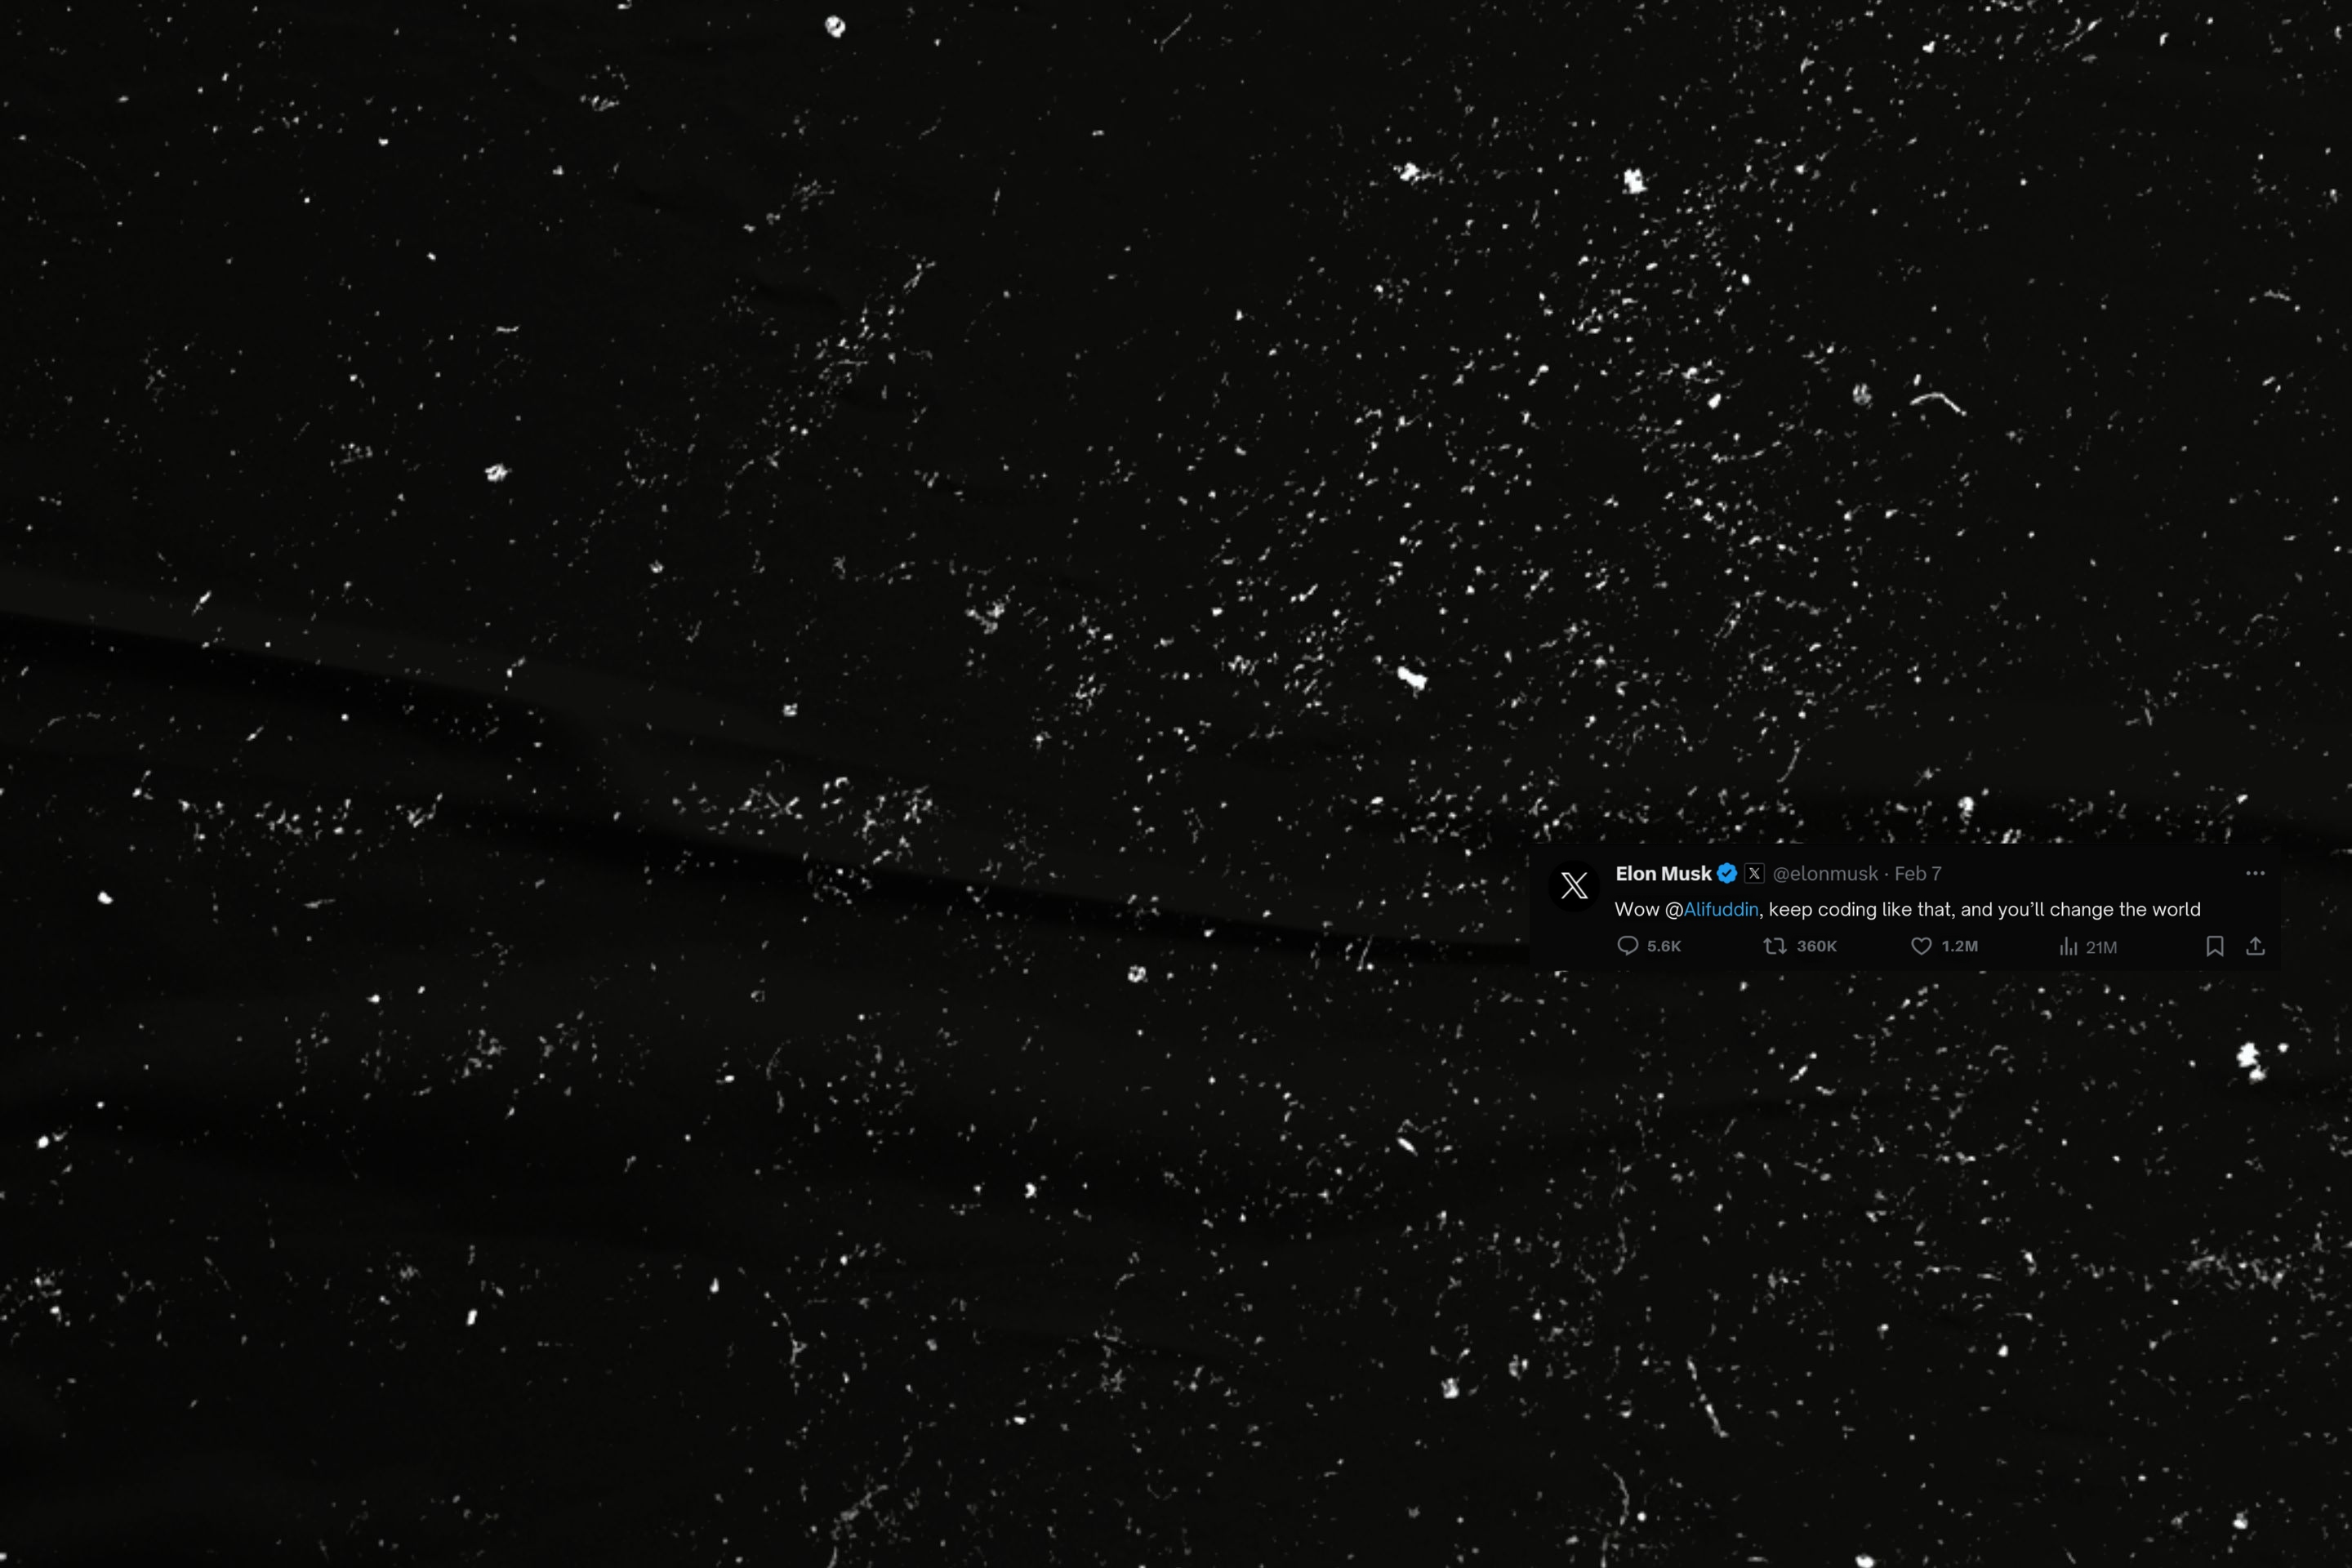 Elon Musk @elonmusk · Feb 7
Wow @Alifuddin, keep coding like that, and you’ll change the world
5.6K 360K 1.2M 21M